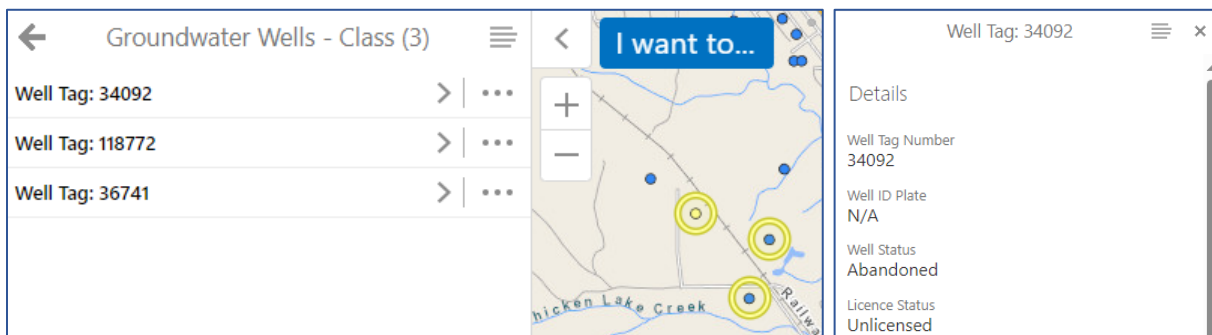 Groundwater Wells - Class (3)
Well Tag: 34092
Well Tag: 118772
Well Tag: 36741
I want to...
hicken Lake Creek
Railwa
Well Tag: 34092
Details
Well Tag Number
34092
Well ID Plate
N/A
Well Status
Abandoned
Licence Status
Unlicensed